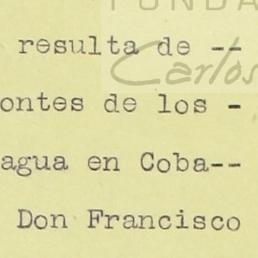 FUNDA
resulta de --
Carlos
ontes de los -
agua en Coba--
Don Francisco